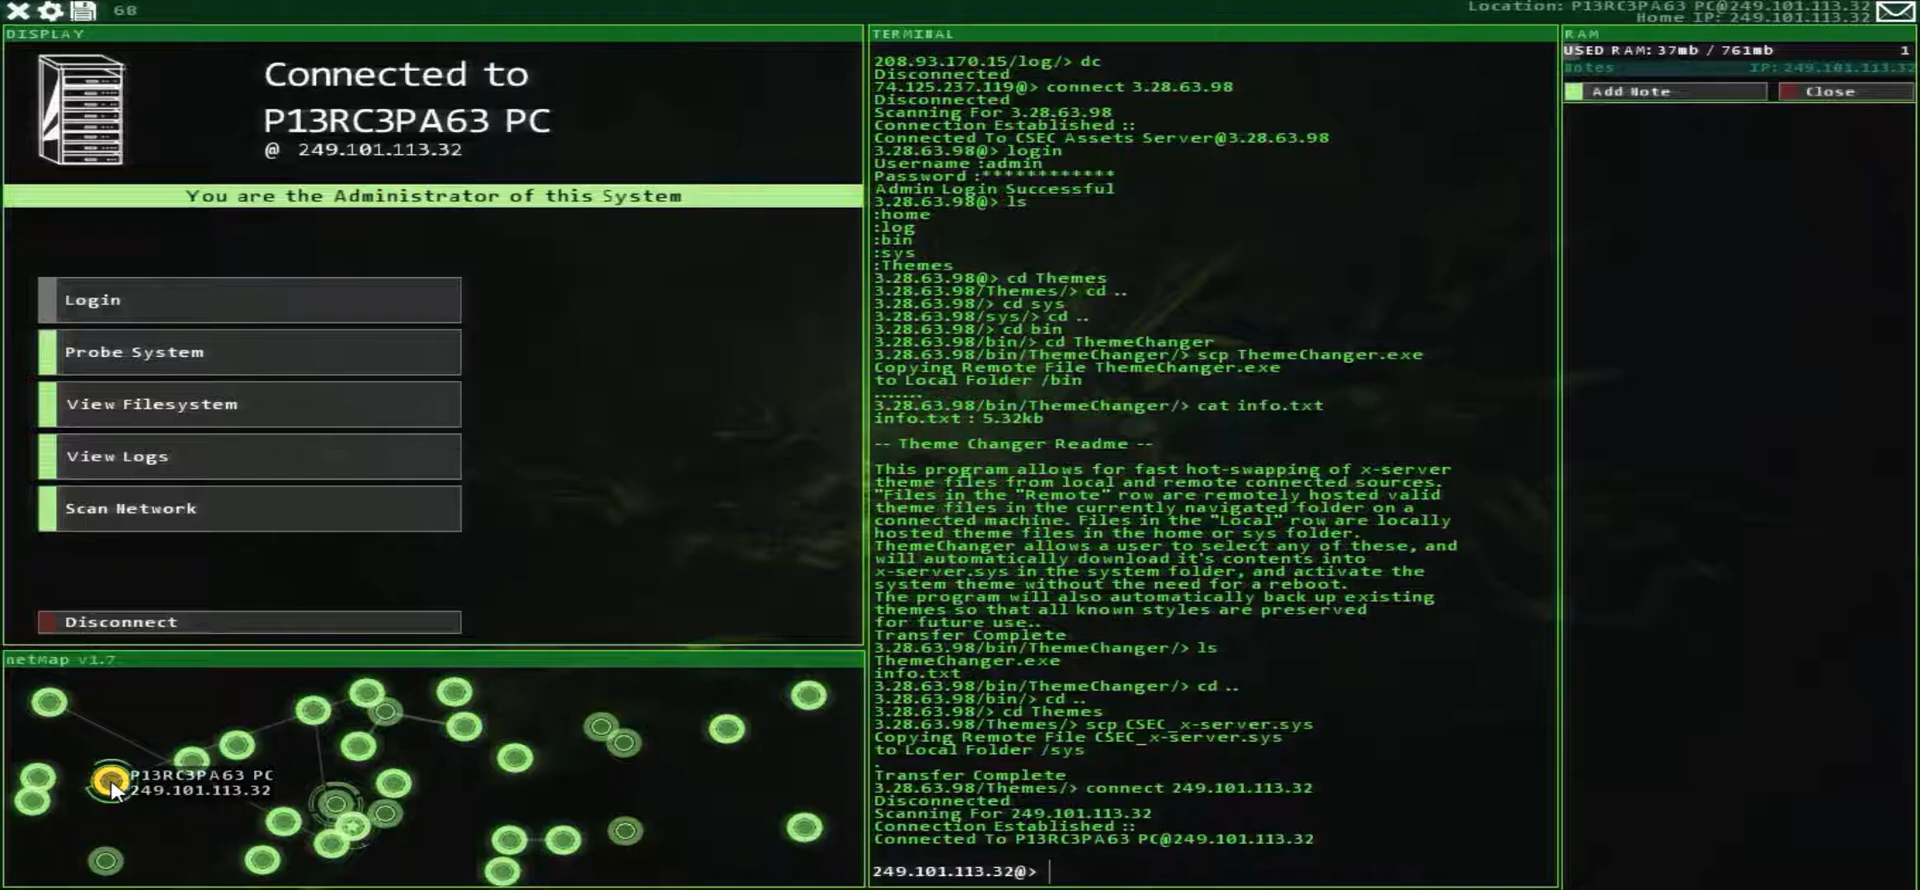 68
Location: P13RC3PA63 PC@249.101.113.32
Home IP: 249.101.113.32
DISPLAY
Connected to
P13RC3PA63 PC
@ 249.101.113.32
You are the Administrator of this System
Login
Probe System
View Filesystem
View Logs
Scan Network
Disconnect
netMap v1.7
P13RC3PA63 PC
249.101.113.32
TERMINAL
208.93.170.15/log/> dc
Disconnected
74.125.237.119@> connect 3.28.63.98
Disconnected
Scanning For 3.28.63.98
Connection Established ::
Connected To CSEC Assets Server@3.28.63.98
3.28.63.98@> login
Username :admin
Password :************
Admin Login Successful
3.28.63.98@> ls
:home
:log
:bin
:sys
:Themes
3.28.63.98@> cd Themes
3.28.63.98/Themes/> cd ..
3.28.63.98/> cd sys
3.28.63.98/sys/> cd ..
3.28.63.98/> cd bin
3.28.63.98/bin/> cd ThemeChanger
3.28.63.98/bin/ThemeChanger/> scp ThemeChanger.exe
Copying Remote File ThemeChanger.exe
to Local Folder /bin
.......
3.28.63.98/bin/ThemeChanger/> cat info.txt
info.txt : 5.32kb
-- Theme Changer Readme --
This program allows for fast hot-swapping of x-server
theme files from local and remote connected sources.
"Files in the "Remote" row are remotely hosted valid
theme files in the currently navigated folder on a
connected machine. Files in the "Local" row are locally
hosted theme files in the home or sys folder.
ThemeChanger allows a user to select any of these, and
will automatically download it's contents into
x-server.sys in the system folder, and activate the
system theme without the need for a reboot.
The program will also automatically back up existing
themes so that all known styles are preserved
for future use..
Transfer Complete
3.28.63.98/bin/ThemeChanger/> ls
ThemeChanger.exe
info.txt
3.28.63.98/bin/ThemeChanger/> cd ..
3.28.63.98/bin/> cd ..
3.28.63.98/> cd Themes
3.28.63.98/Themes/> scp CSEC_x-server.sys
Copying Remote File CSEC_x-server.sys
to Local Folder /sys
.
Transfer Complete
3.28.63.98/Themes/> connect 249.101.113.32
Disconnected
Scanning For 249.101.113.32
Connection Established ::
Connected To P13RC3PA63 PC@249.101.113.32
249.101.113.32@>
RAM
USED RAM: 37mb / 761mb 1
Notes IP: 249.101.113.32
Add Note Close